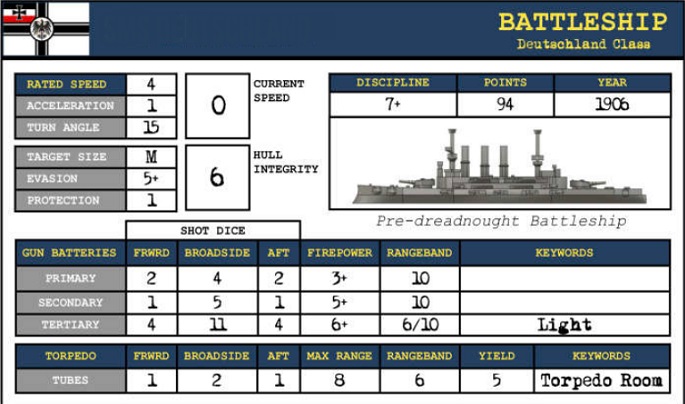 BATTLESHIP
Deutschland Class
RATED SPEED 4
ACCELERATION 1
TURN ANGLE 15
0 CURRENT SPEED
DISCIPLINE POINTS YEAR
7+ 94 1906
TARGET SIZE M
EVASION 5+
PROTECTION 1
6 HULL INTEGRITY
Pre-dreadnought Battleship
SHOT DICE
GUN BATTERIES FRWRD BROADSIDE AFT FIREPOWER RANGEBAND KEYWORDS
PRIMARY 2 4 2 3+ 10
SECONDARY 1 5 1 5+ 10
TERTIARY 4 11 4 6+ 6/10 Light
TORPEDO FRWRD BROADSIDE AFT MAX RANGE RANGEBAND YIELD KEYWORDS
TUBES 1 2 1 8 6 5 Torpedo Room